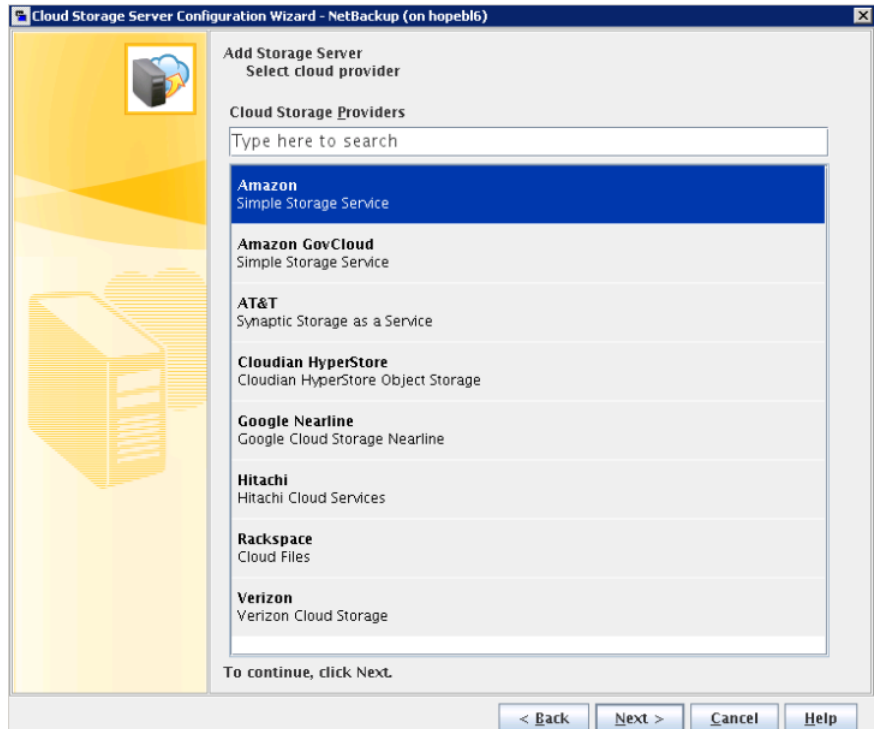 Cloud Storage Server Configuration Wizard - NetBackup (on hopebl6)
Add Storage Server
Select cloud provider
Cloud Storage Providers
Type here to search
Amazon
Simple Storage Service
Amazon GovCloud
Simple Storage Service
AT&T
Synaptic Storage as a Service
Cloudian HyperStore
Cloudian HyperStore Object Storage
Google Nearline
Google Cloud Storage Nearline
Hitachi
Hitachi Cloud Services
Rackspace
Cloud Files
Verizon
Verizon Cloud Storage
To continue, click Next.
< Back Next > Cancel Help